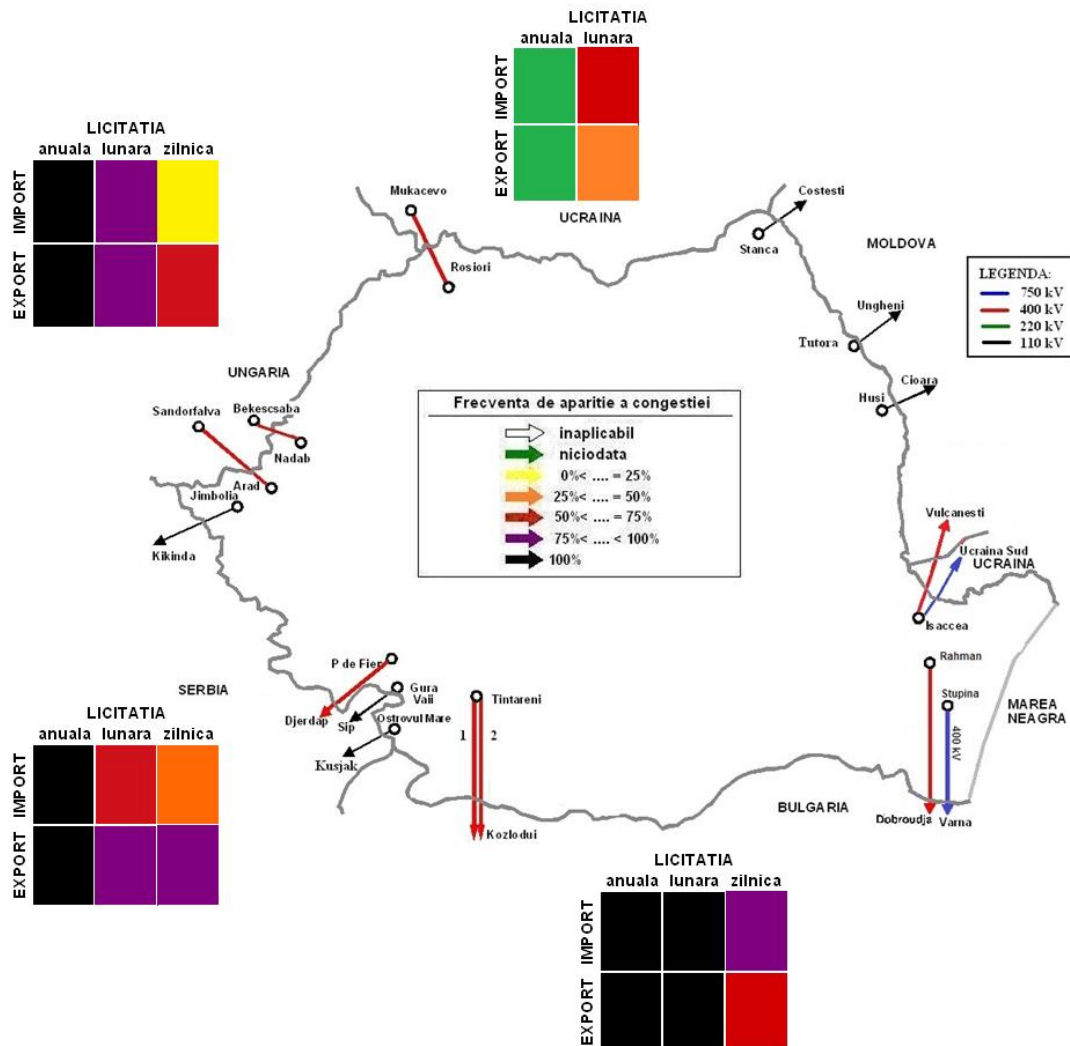 LICITATIA
anuala lunara
IMPORT
EXPORT
UCRAINA
LICITATIA
anuala lunara zilnica
IMPORT
EXPORT
Mukacevo
Rosiori
Costesti
Stanca
MOLDOVA
LEGENDA:
750 kV
400 kV
220 kV
110 kV
Ungheni
Tutora
Cioara
Husi
UNGARIA
Sandorfalva
Bekescsaba
Nadab
Arad
Jimbolia
Kikinda
Frecventa de aparitie a congestiei
inaplicabil
niciodata
0%< .... = 25%
25%< .... = 50%
50%< .... = 75%
75%< .... < 100%
100%
Vulcanesti
Ucraina Sud
UCRAINA
Isaccea
Rahman
Stupina
400 KV
MAREA
NEAGRA
P de Fier
Gura
Vaii
SERBIA
Djerdap
Sip
Ostrovul Mare
Kusjak
Tintareni
1 2
Kozlodui
BULGARIA
Dobroudja
Varna
LICITATIA
anuala lunara zilnica
IMPORT
EXPORT
LICITATIA
anuala lunara zilnica
IMPORT
EXPORT